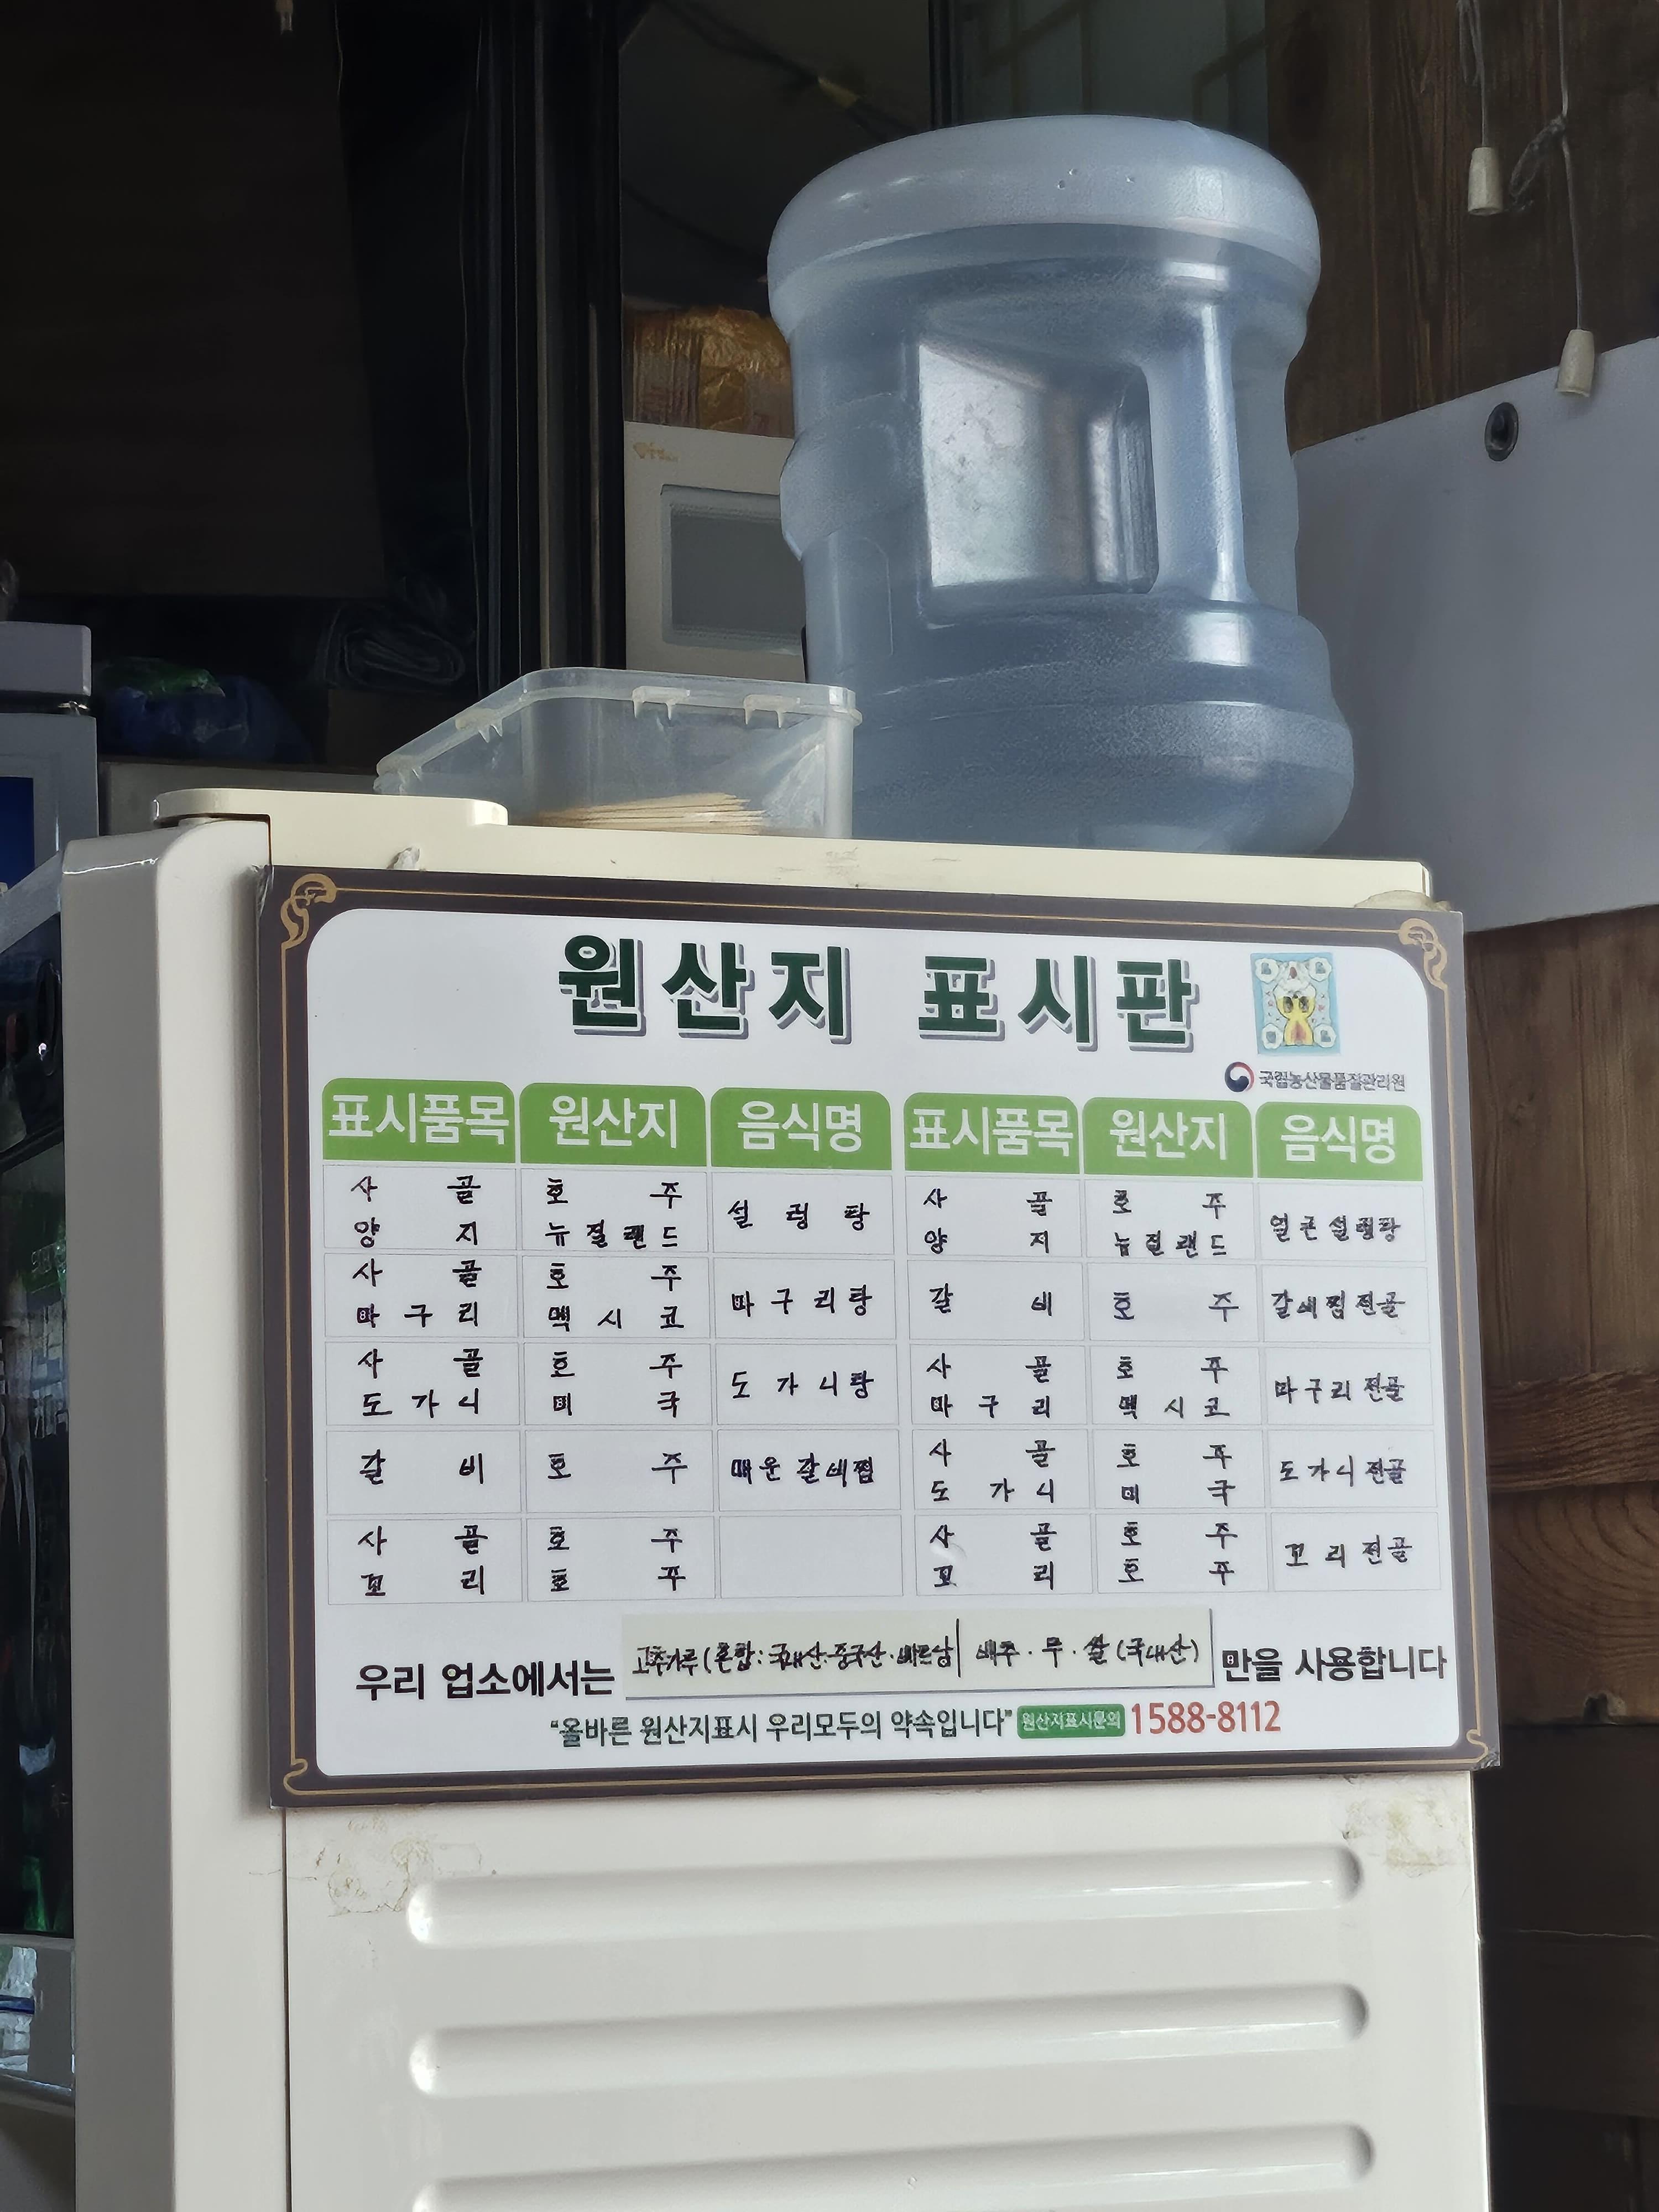 원산지 표시판
국립농산물품질관리원
표시품목 원산지 음식명 표시품목 원산지 음식명
사골 호주 설렁탕 사골 호주 얼큰설렁탕
양지 뉴질랜드 양지 뉴질랜드
사골 호주 마구리탕 갈비 호주 갈비찜전골
마구리 멕시코
사골 호주 도가니탕 사골 호주 마구리전골
도가니 미국 마구리 멕시코
갈비 호주 매운갈비찜 사골 호주 도가니전골
도가니 미국
사골 호주 사골 호주 꼬리전골
꼬리 호주 꼬리 호주
우리 업소에서는 고춧가루(혼합:국내산·중국산·베트남 배추·무·쌀(국내산) 만을 사용합니다
“올바른 원산지표시 우리모두의 약속입니다” 원산지표시문의 1588-8112